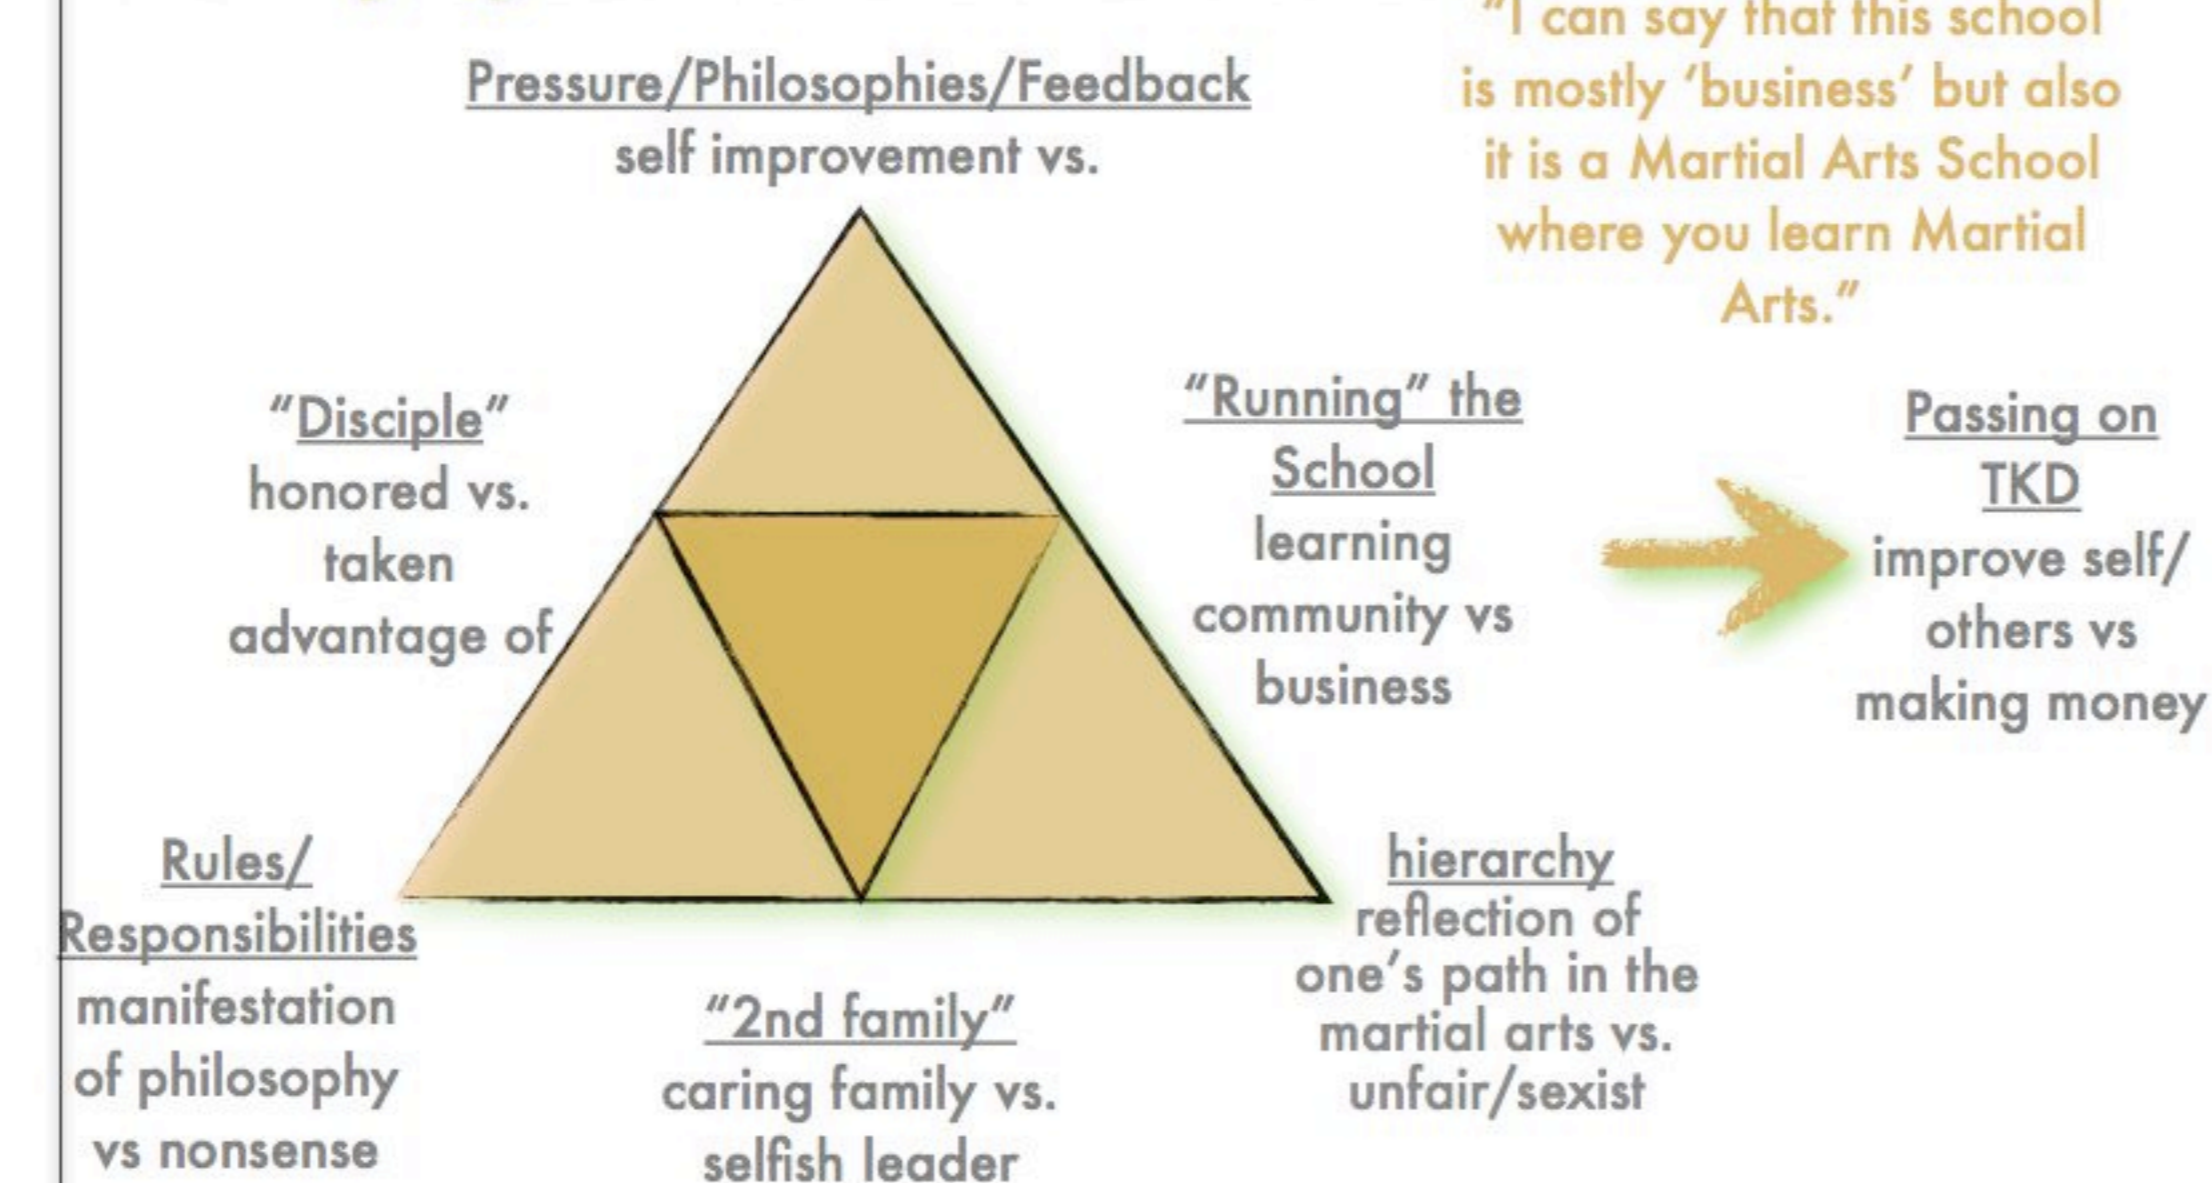 "I can say that this school
is mostly 'business' but also
it is a Martial Arts School
where you learn Martial
Arts."
Pressure/Philosophies/Feedback
self improvement vs.
"Disciple"
honored vs.
taken
advantage of
"Running" the
School
learning
community vs
business
Passing on
TKD
improve self/
others vs
making money
Rules/
Responsibilities
manifestation
of philosophy
vs nonsense
"2nd family"
caring family vs.
selfish leader
hierarchy
reflection of
one's path in the
martial arts vs.
unfair/sexist